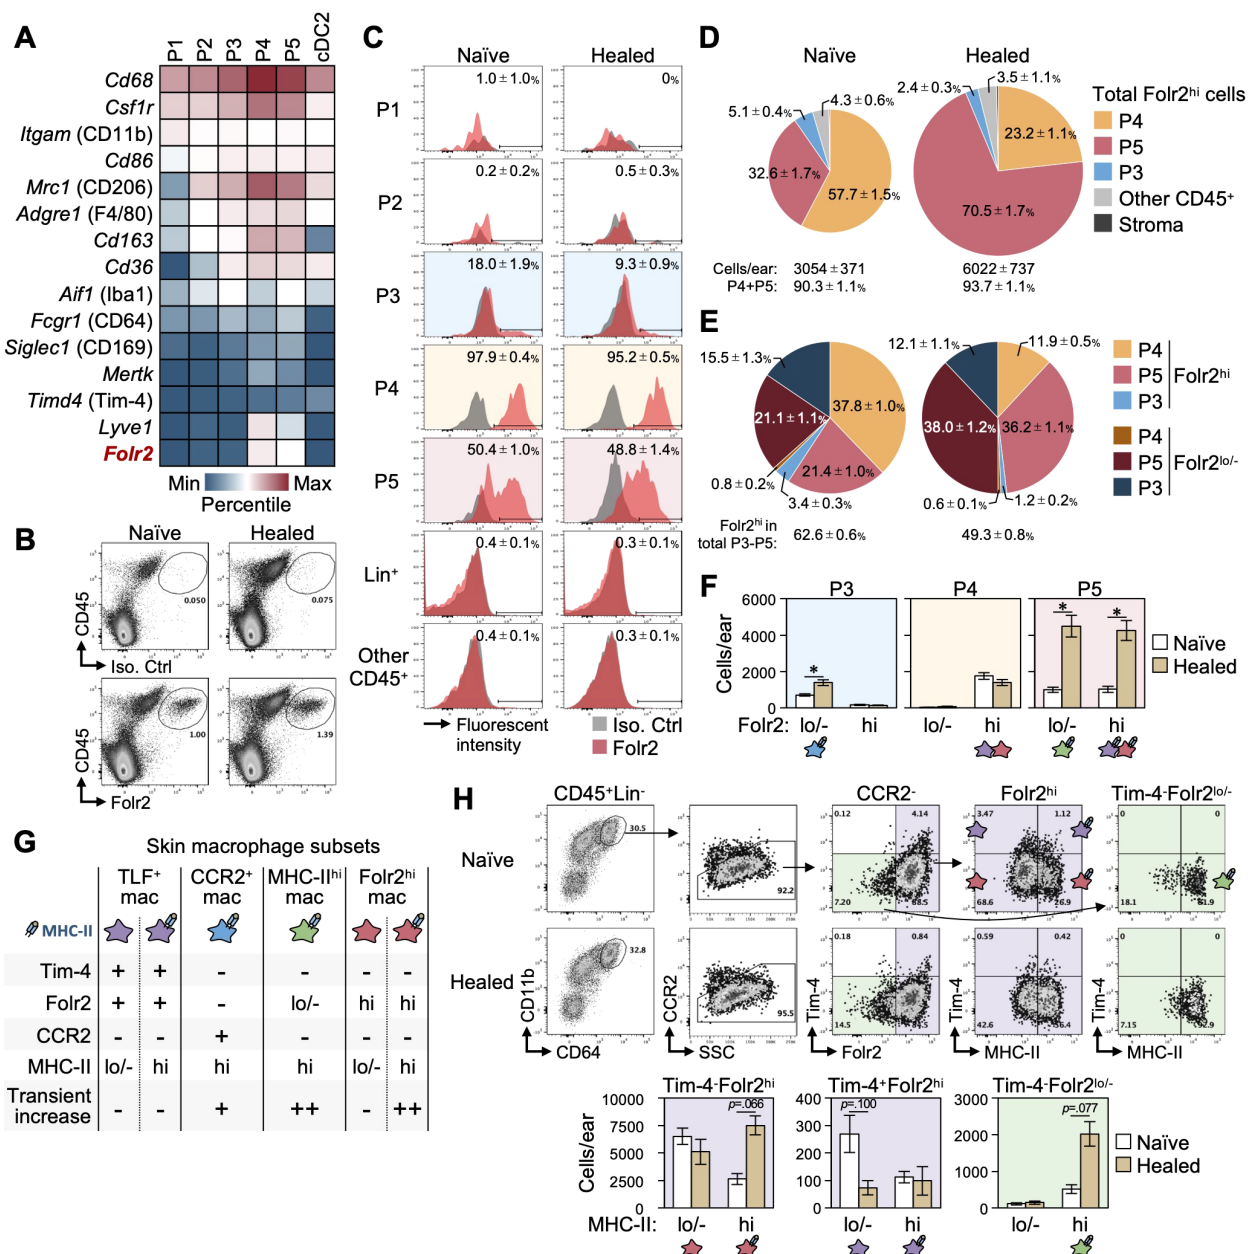 A
P1
P2
P3
P4
P5
cDC2
Cd68
Csf1r
Itgam (CD11b)
Cd86
Mrc1 (CD206)
Adgre1 (F4/80)
Cd163
Cd36
Aif1 (Iba1)
Fcgr1 (CD64)
Siglec1 (CD169)
Mertk
Timd4 (Tim-4)
Lyve1
Folr2
Min Max
Percentile
B
Naïve Healed
CD45
0.050
0.075
Iso. Ctrl
CD45
1.00
1.39
Folr2
C
Naïve Healed
P1
1.0 ± 1.0%
0%
P2
0.2 ± 0.2%
0.5 ± 0.3%
P3
18.0 ± 1.9%
9.3 ± 0.9%
P4
97.9 ± 0.4%
95.2 ± 0.5%
P5
50.4 ± 1.0%
48.8 ± 1.4%
Lin+
0.4 ± 0.1%
0.3 ± 0.1%
Other
CD45+
0.4 ± 0.1%
0.3 ± 0.1%
Fluorescent
intensity
Iso. Ctrl
Folr2
D
Naïve
Healed
5.1 ± 0.4%
4.3 ± 0.6%
32.6 ± 1.7%
57.7 ± 1.5%
2.4 ± 0.3%
3.5 ± 1.1%
23.2 ± 1.1%
70.5 ± 1.7%
Total Folr2hi cells
P4
P5
P3
Other CD45+
Stroma
Cells/ear: 3054 ± 371 6022 ± 737
P4+P5: 90.3 ± 1.1% 93.7 ± 1.1%
E
15.5 ± 1.3%
37.8 ± 1.0%
21.1 ± 1.1%
21.4 ± 1.0%
0.8 ± 0.2%
3.4 ± 0.3%
12.1 ± 1.1%
11.9 ± 0.5%
38.0 ± 1.2%
36.2 ± 1.1%
0.6 ± 0.1%
1.2 ± 0.2%
P4
P5
P3
Folr2hi
P4
P5
P3
Folr2lo/-
Folr2hi in
total P3-P5: 62.6 ± 0.6% 49.3 ± 0.8%
F
P3 P4 P5
Cells/ear
6000
4000
2000
0
*
*
*
Naïve
Healed
Folr2: lo/- hi lo/- hi lo/- hi
G
Skin macrophage subsets
TLF+ mac
CCR2+ mac
MHC-IIhi mac
Folr2hi mac
MHC-II
Tim-4 + + - - - -
Folr2 + + - lo/- hi hi
CCR2 - - + - - -
MHC-II lo/- hi hi hi lo/- hi
Transient
increase - - + ++ - ++
H
CD45+Lin- CCR2- Folr2hi Tim-4-Folr2lo/-
Naïve
30.5
92.2
0.12
4.14
7.20
88.5
3.47
1.12
68.6
26.9
0
0
18.1
81.9
Healed
32.8
95.5
0.18
0.84
14.5
84.5
0.59
0.42
42.6
56.4
0
0
7.15
92.9
CD11b
CD64
CCR2
SSC
Tim-4
Folr2
Tim-4
MHC-II
Tim-4
MHC-II
Tim-4-Folr2hi
Tim-4+Folr2hi
Tim-4-Folr2lo/-
Cells/ear
10000
7500
5000
2500
0
p=.066
400
300
200
100
0
p=.100
3000
2000
1000
0
p=.077
Naïve
Healed
MHC-II: lo/- hi lo/- hi lo/- hi